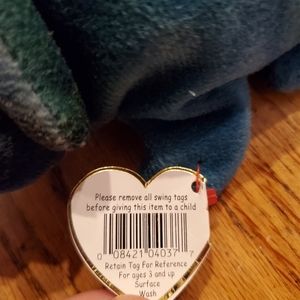 Please remove all swing tags
before giving this item to a child
0 08421 04037 7
Retain Tag For Reference
For ages 3 and up
Surface
Wash